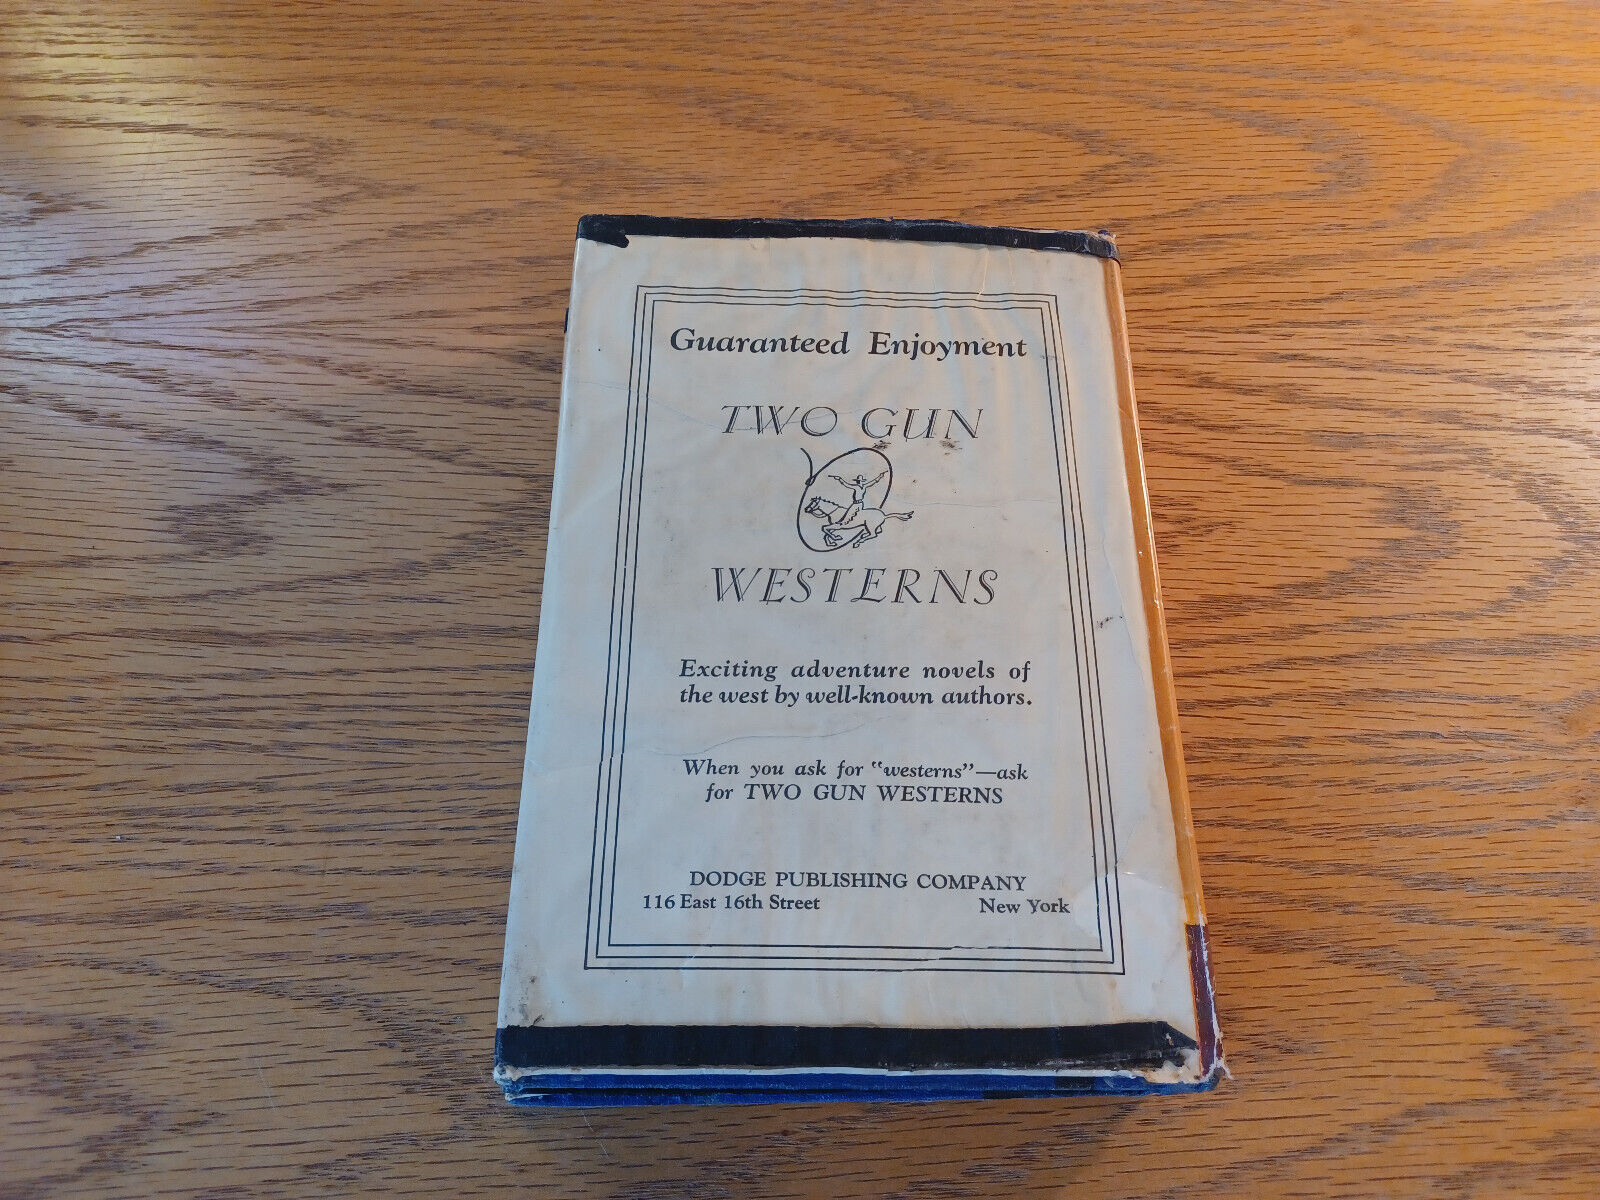 Guaranteed Enjoyment
TWO GUN
WESTERNS
Exciting adventure novels of
the west by well-known authors.
When you ask for "westerns"—ask
for TWO GUN WESTERNS
DODGE PUBLISHING COMPANY
116 East 16th Street New York